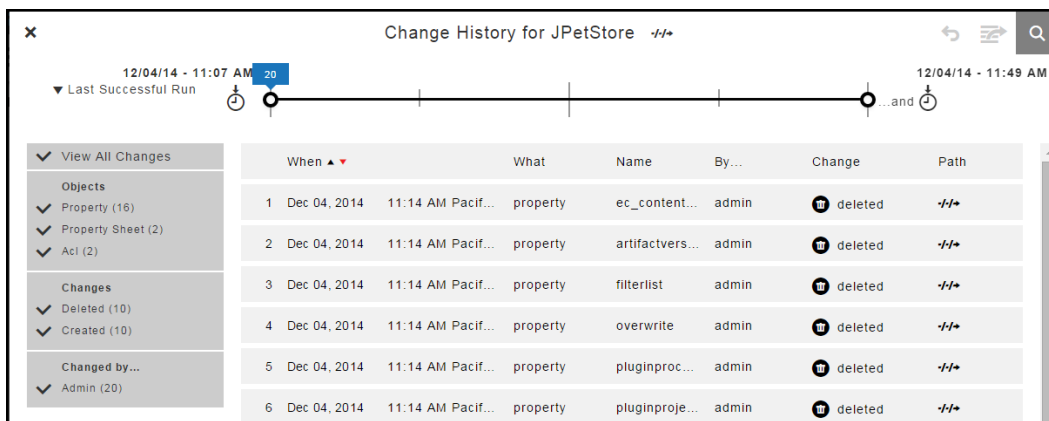 Change History for JPetStore -/-/→
12/04/14 - 11:07 AM
▼ Last Successful Run
20
...and
12/04/14 - 11:49 AM
View All Changes
Objects
Property (16)
Property Sheet (2)
Acl (2)
Changes
Deleted (10)
Created (10)
Changed by...
Admin (20)
When ▲ ▼ What Name By... Change Path
1 Dec 04, 2014 11:14 AM Pacif... property ec_content... admin deleted -/-/→
2 Dec 04, 2014 11:14 AM Pacif... property artifactvers... admin deleted -/-/→
3 Dec 04, 2014 11:14 AM Pacif... property filterlist admin deleted -/-/→
4 Dec 04, 2014 11:14 AM Pacif... property overwrite admin deleted -/-/→
5 Dec 04, 2014 11:14 AM Pacif... property pluginproc... admin deleted -/-/→
6 Dec 04, 2014 11:14 AM Pacif... property pluginproje... admin deleted -/-/→